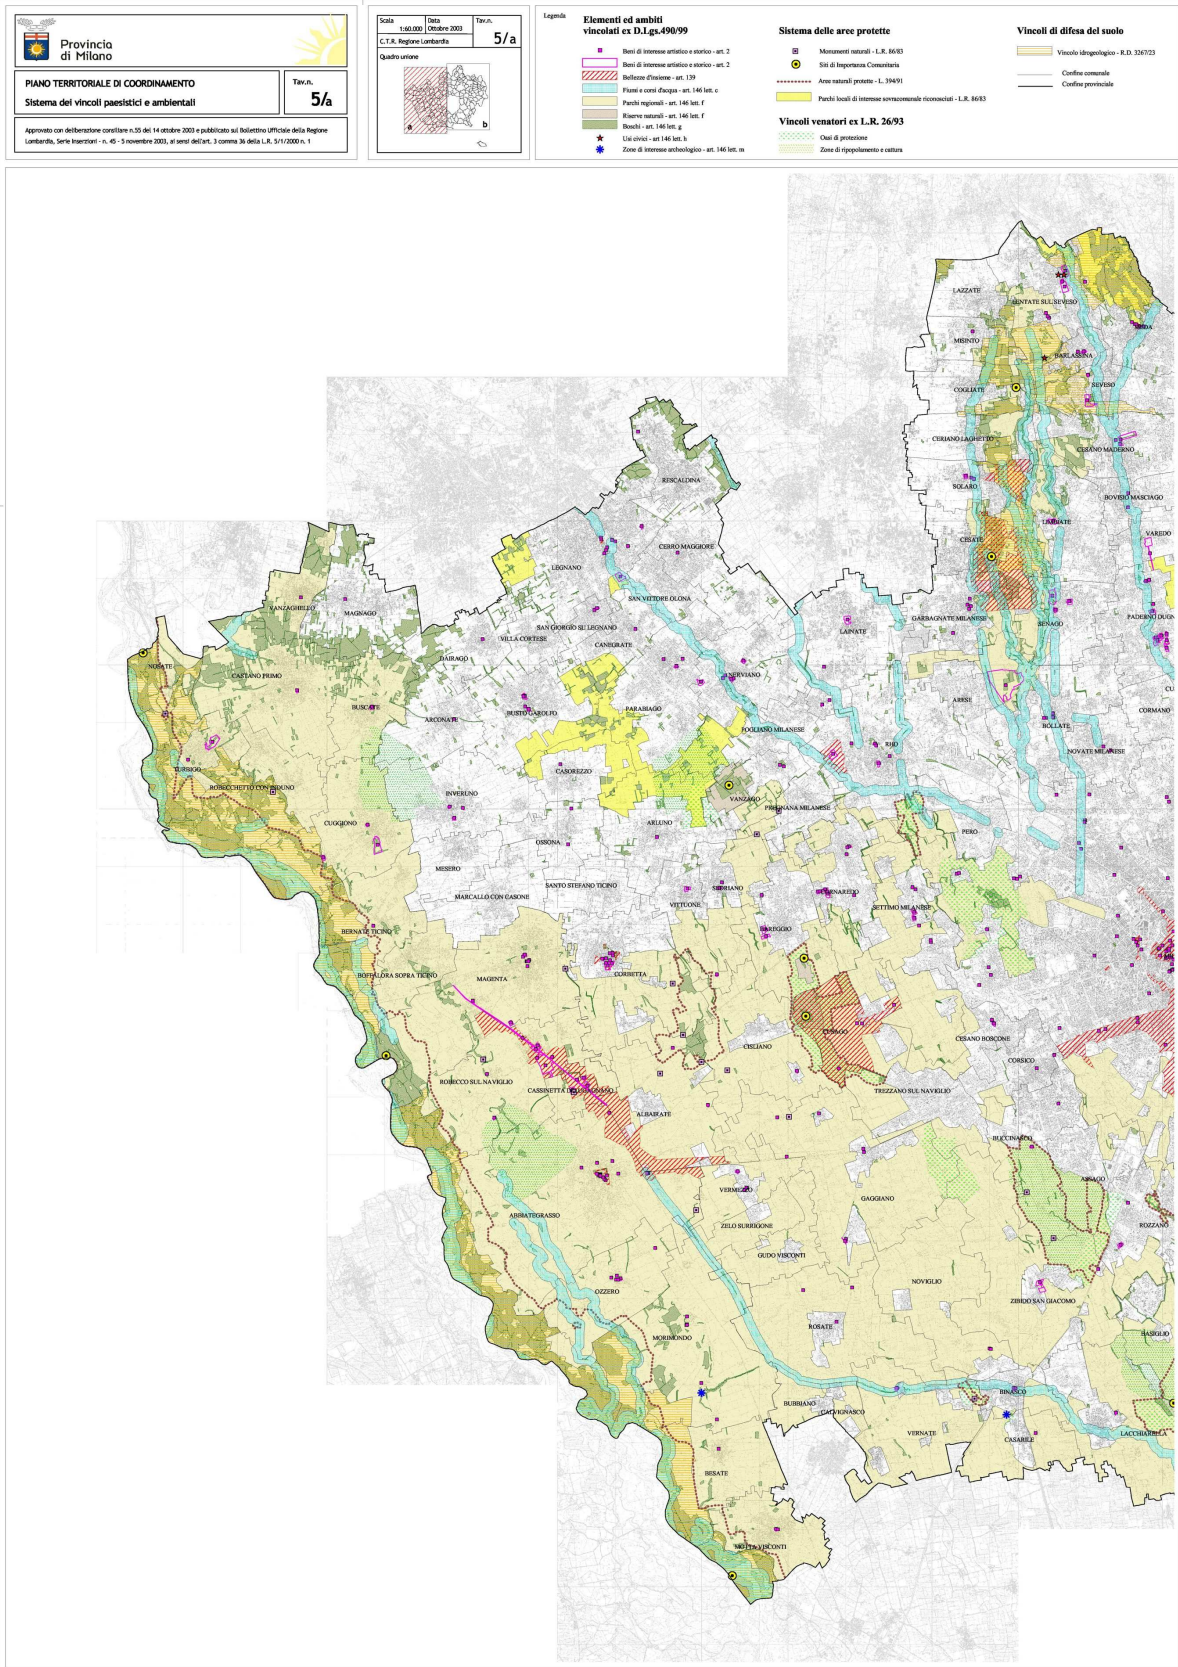 Provincia
di Milano
PIANO TERRITORIALE DI COORDINAMENTO
Sistema dei vincoli paesistici e ambientali
Tav.n.
5/a
Approvato con deliberazione consiliare n.55 del 14 ottobre 2003 e pubblicato sul Bollettino Ufficiale della Regione
Lombardia, Serie Inserzioni - n. 45 - 5 novembre 2003, ai sensi dell'art. 3 comma 36 della L.R. 5/1/2000 n. 1
Scala
1:60.000
Data
Ottobre 2003
Tav.n.
5/a
C.T.R. Regione Lombardia
Quadro unione
a
b
Legenda
Elementi ed ambiti
vincolati ex D.Lgs.490/99
Beni di interesse artistico e storico - art. 2
Beni di interesse artistico e storico - art. 2
Bellezze d'insieme - art. 139
Fiumi e corsi d'acqua - art. 146 lett. c
Parchi regionali - art. 146 lett. f
Riserve naturali - art. 146 lett. f
Boschi - art. 146 lett. g
Usi civici - art 146 lett. h
Zone di interesse archeologico - art. 146 lett. m
Sistema delle aree protette
Monumenti naturali - L.R. 86/83
Siti di Importanza Comunitaria
Aree naturali protette - L. 394/91
Parchi locali di interesse sovracomunale riconosciuti - L.R. 86/83
Vincoli venatori ex L.R. 26/93
Oasi di protezione
Zone di ripopolamento e cattura
Vincoli di difesa del suolo
Vincolo idrogeologico - R.D. 3267/23
Confine comunale
Confine provinciale
LAZZATE
LENTATE SUL SEVESO
MISINTO
BARLASSINA
COGLIATE
SEVESO
CERIANO LAGHETTO
CESANO MADERNO
RESCALDINA
SOLARO
BOVISIO MASCIAGO
LIMBIATE
CESATE
VAREDO
CERRO MAGGIORE
LEGNANO
SAN VITTORE OLONA
VANZAGHELLO
MAGNAGO
GARBAGNATE MILANESE
SENAGO
LAINATE
SAN GIORGIO SU LEGNANO
VILLA CORTESE
CANEGRATE
DAIRAGO
NOSATE
CASTANO PRIMO
NERVIANO
ARESE
BUSCATE
ARCONATE
BUSTO GAROLFO
PARABIAGO
CORMANO
BOLLATE
POGLIANO MILANESE
RHO
NOVATE MILANESE
TURBIGO
CASOREZZO
ROBECCHETTO CON INDUNO
INVERUNO
VANZAGO
PREGNANA MILANESE
CUGGIONO
ARLUNO
PERO
OSSONA
MESERO
SANTO STEFANO TICINO
SEDRIANO
CORNAREDO
MARCALLO CON CASONE
VITTUONE
SETTIMO MILANESE
BERNATE TICINO
BAREGGIO
BOFFALORA SOPRA TICINO
MAGENTA
CORBETTA
CUSAGO
CESANO BOSCONE
CISLIANO
CORSICO
ROBECCO SUL NAVIGLIO
TREZZANO SUL NAVIGLIO
ALBAIRATE
BUCCINASCO
ASSAGO
VERMEZZO
GAGGIANO
ABBIATEGRASSO
ZELO SURRIGONE
ROZZANO
GUDO VISCONTI
NOVIGLIO
OZZERO
ZIBIDO SAN GIACOMO
ROSATE
MORIMONDO
BASIGLIO
BINASCO
BUBBIANO
CALVIGNASCO
VERNATE
CASARILE
LACCHIARELLA
BESATE
MOTTA VISCONTI